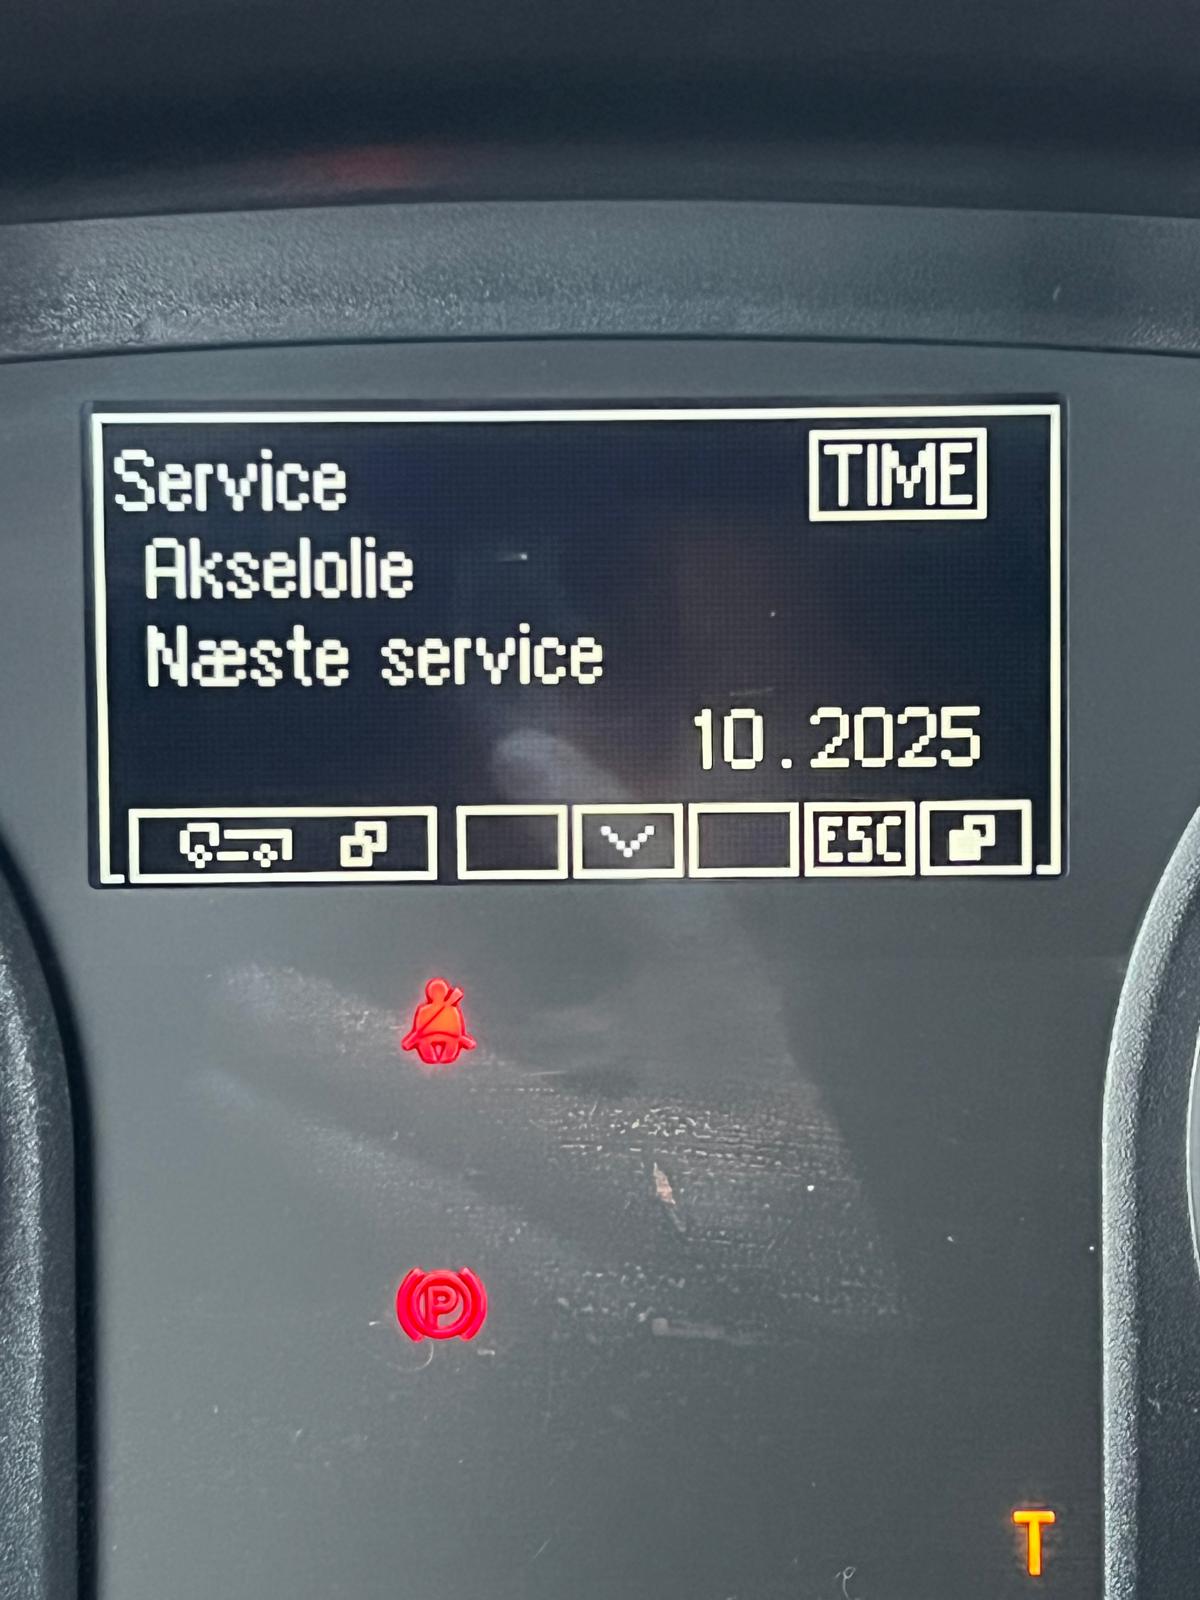 Service TIME
Akselolie
Næste service
10.2025
ESC
P
T